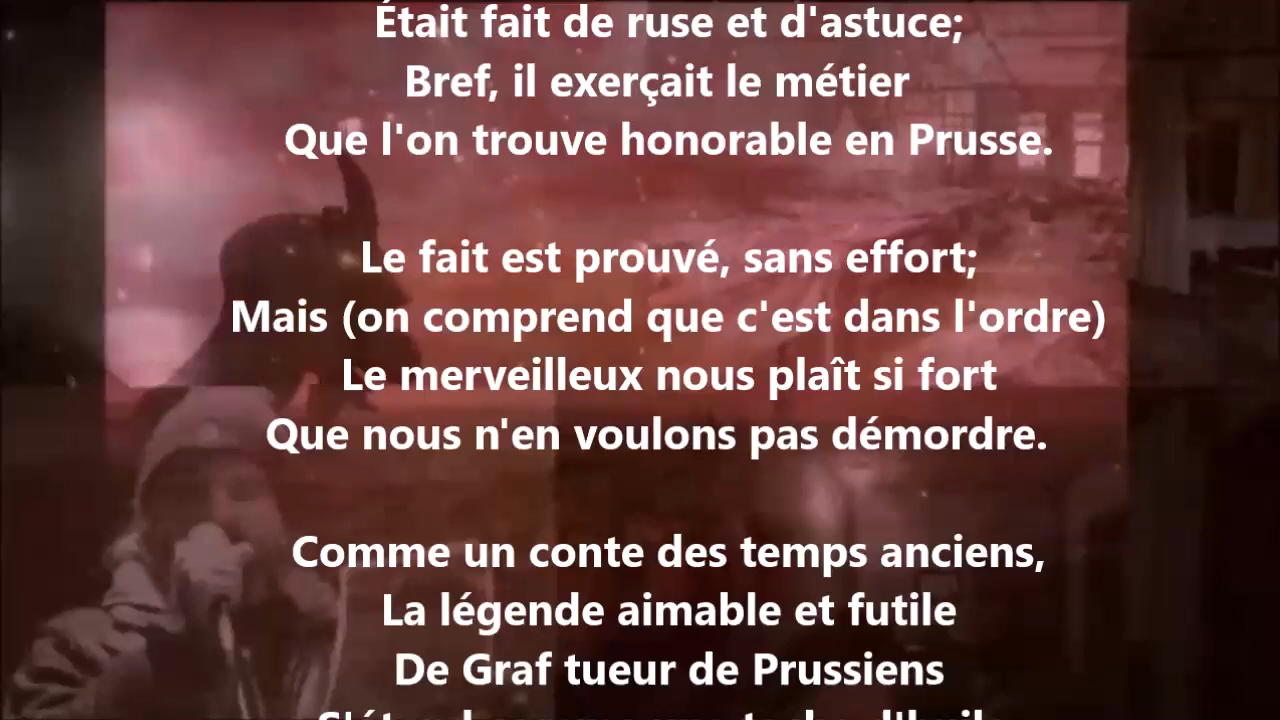 Était fait de ruse et d'astuce;
Bref, il exerçait le métier
Que l'on trouve honorable en Prusse.
Le fait est prouvé, sans effort;
Mais (on comprend que c'est dans l'ordre)
Le merveilleux nous plaît si fort
Que nous n'en voulons pas démordre.
Comme un conte des temps anciens,
La légende aimable et futile
De Graf tueur de Prussiens